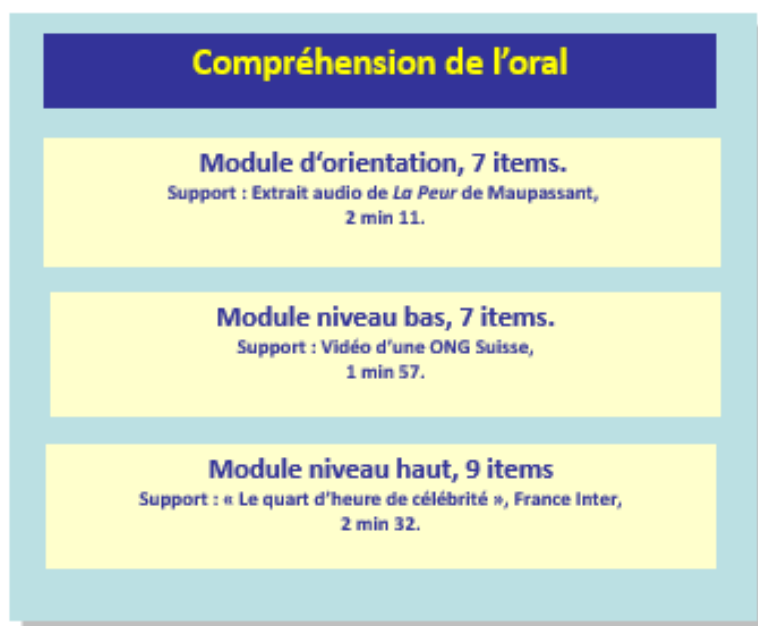 Compréhension de l'oral
Module d'orientation, 7 items.
Support : Extrait audio de La Peur de Maupassant,
2 min 11.
Module niveau bas, 7 items.
Support : Vidéo d'une ONG Suisse,
1 min 57.
Module niveau haut, 9 items
Support : « Le quart d'heure de célébrité », France Inter,
2 min 32.